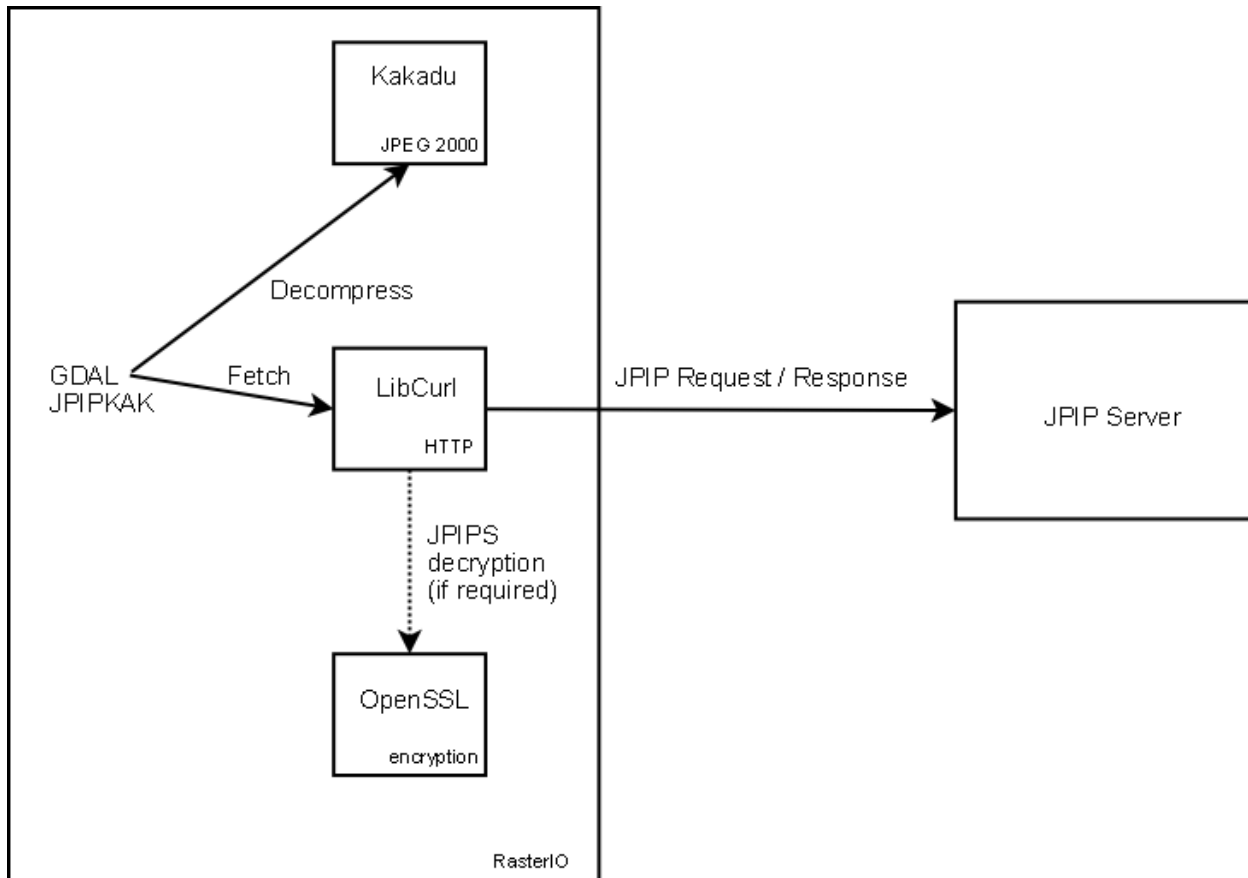 Kakadu
JPEG 2000
Decompress
GDAL
JPIPKAK
Fetch
LibCurl
HTTP
JPIP Request / Response
JPIP Server
JPIPS
decryption
(if required)
OpenSSL
encryption
RasterIO